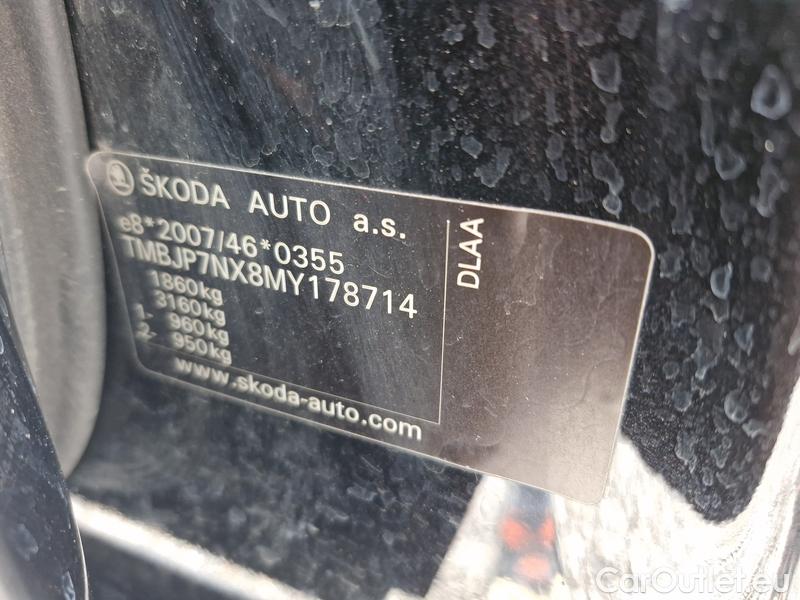 ŠKODA AUTO a.s.
e8*2007/46*0355
TMBJP7NX8MY178714
1860kg
3160kg
1- 960kg
2- 950kg
www.skoda-auto.com
DLAA
CarOutlet.eu